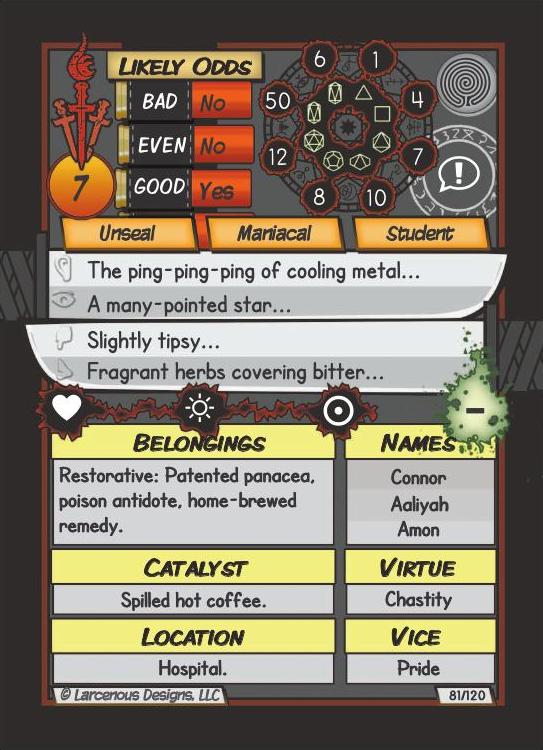 LIKELY ODDS
BAD No
EVEN No
GOOD Yes
7
6 1
50 4
12 7
8 10
!
Unseal Maniacal Student
The ping-ping-ping of cooling metal...
A many-pointed star...
Slightly tipsy...
Fragrant herbs covering bitter...
-
BELONGINGS
Restorative: Patented panacea,
poison antidote, home-brewed
remedy.
NAMES
Connor
Aaliyah
Amon
CATALYST
Spilled hot coffee.
VIRTUE
Chastity
LOCATION
Hospital.
VICE
Pride
© Larcenous Designs, LLC
81/120